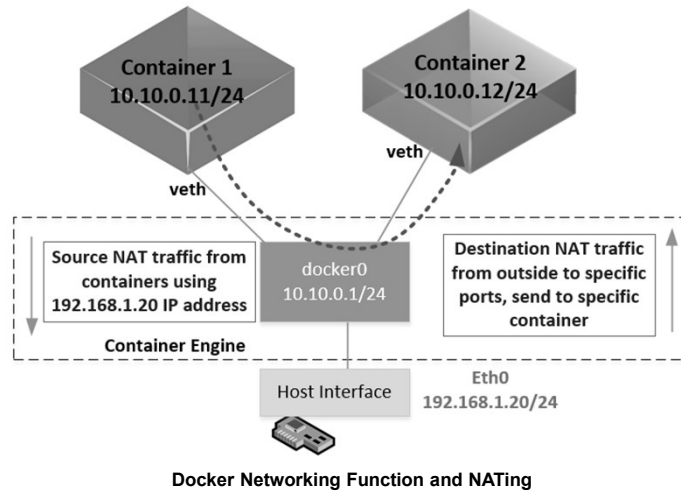 Container 1
10.10.0.11/24
Container 2
10.10.0.12/24
veth
veth
Source NAT traffic from
containers using
192.168.1.20 IP address
docker0
10.10.0.1/24
Destination NAT traffic
from outside to specific
ports, send to specific
container
Container Engine
Host Interface
Eth0
192.168.1.20/24
Docker Networking Function and NATing